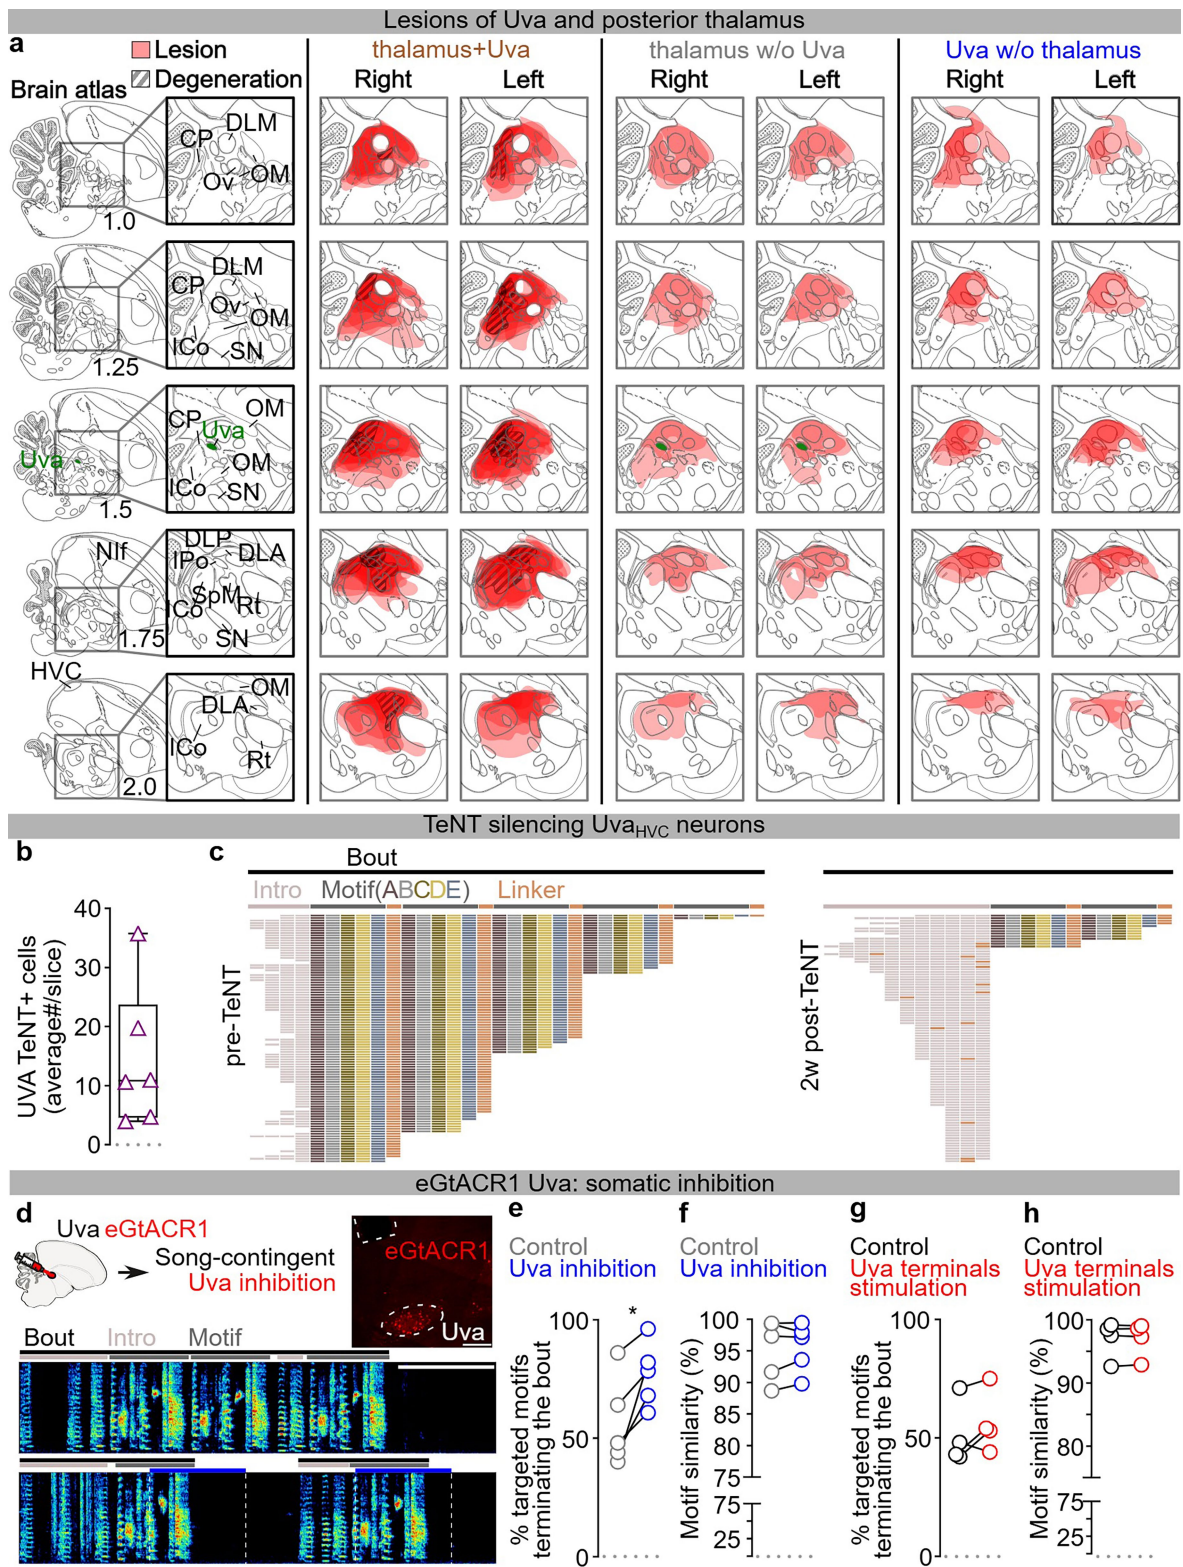 Lesions of Uva and posterior thalamus
a
Lesion
Degeneration
Brain atlas
thalamus+Uva
thalamus w/o Uva
Uva w/o thalamus
Right
Left
Right
Left
Right
Left
DLM
CP
Ov
OM
1.0
DLM
CP
Ov
OM
ICo
SN
1.25
OM
CP
Uva
Uva
OM
ICo
SN
1.5
NIf
DLP
IPo
DLA
SpM
ICo
Rt
SN
1.75
HVC
OM
DLA
ICo
Rt
2.0
TeNT silencing UvaHVC neurons
b
UVA TeNT+ cells
(average#/slice)
40
30
20
10
0
c
Bout
Intro
Motif(ABCDE)
Linker
pre-TeNT
2w post-TeNT
eGtACR1 Uva: somatic inhibition
d
Uva eGtACR1
Song-contingent
Uva inhibition
eGtACR1
Uva
Bout
Intro
Motif
e
Control
Uva inhibition
% targeted motifs
terminating the bout
100
50
0
*
f
Control
Uva inhibition
Motif similarity (%)
100
95
90
85
80
75
75
25
g
Control
Uva terminals
stimulation
% targeted motifs
terminating the bout
100
50
0
h
Control
Uva terminals
stimulation
Motif similarity (%)
100
90
80
75
25